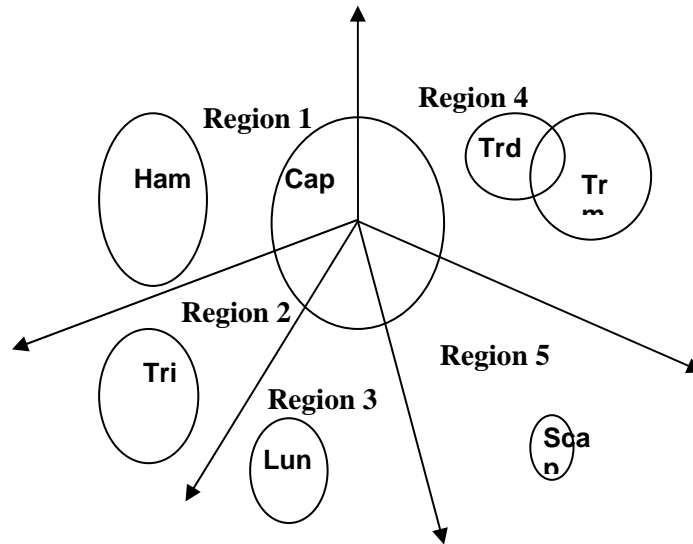 Region 4
Region 1
Trd
Ham
Cap
Tr
m
Region 2
Region 5
Tri
Region 3
Sca
p
Lun